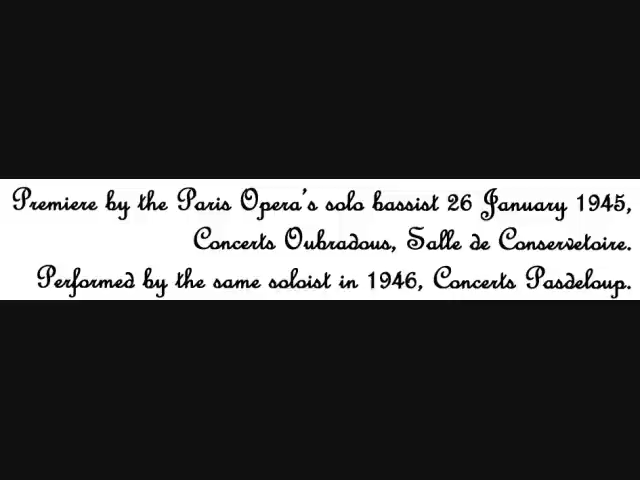 Premiere by the Paris Opera's solo bassist 26 January 1945,
Concerts Oubradous, Salle de Conservetoire.
Performed by the same soloist in 1946, Concerts Pasdeloup.